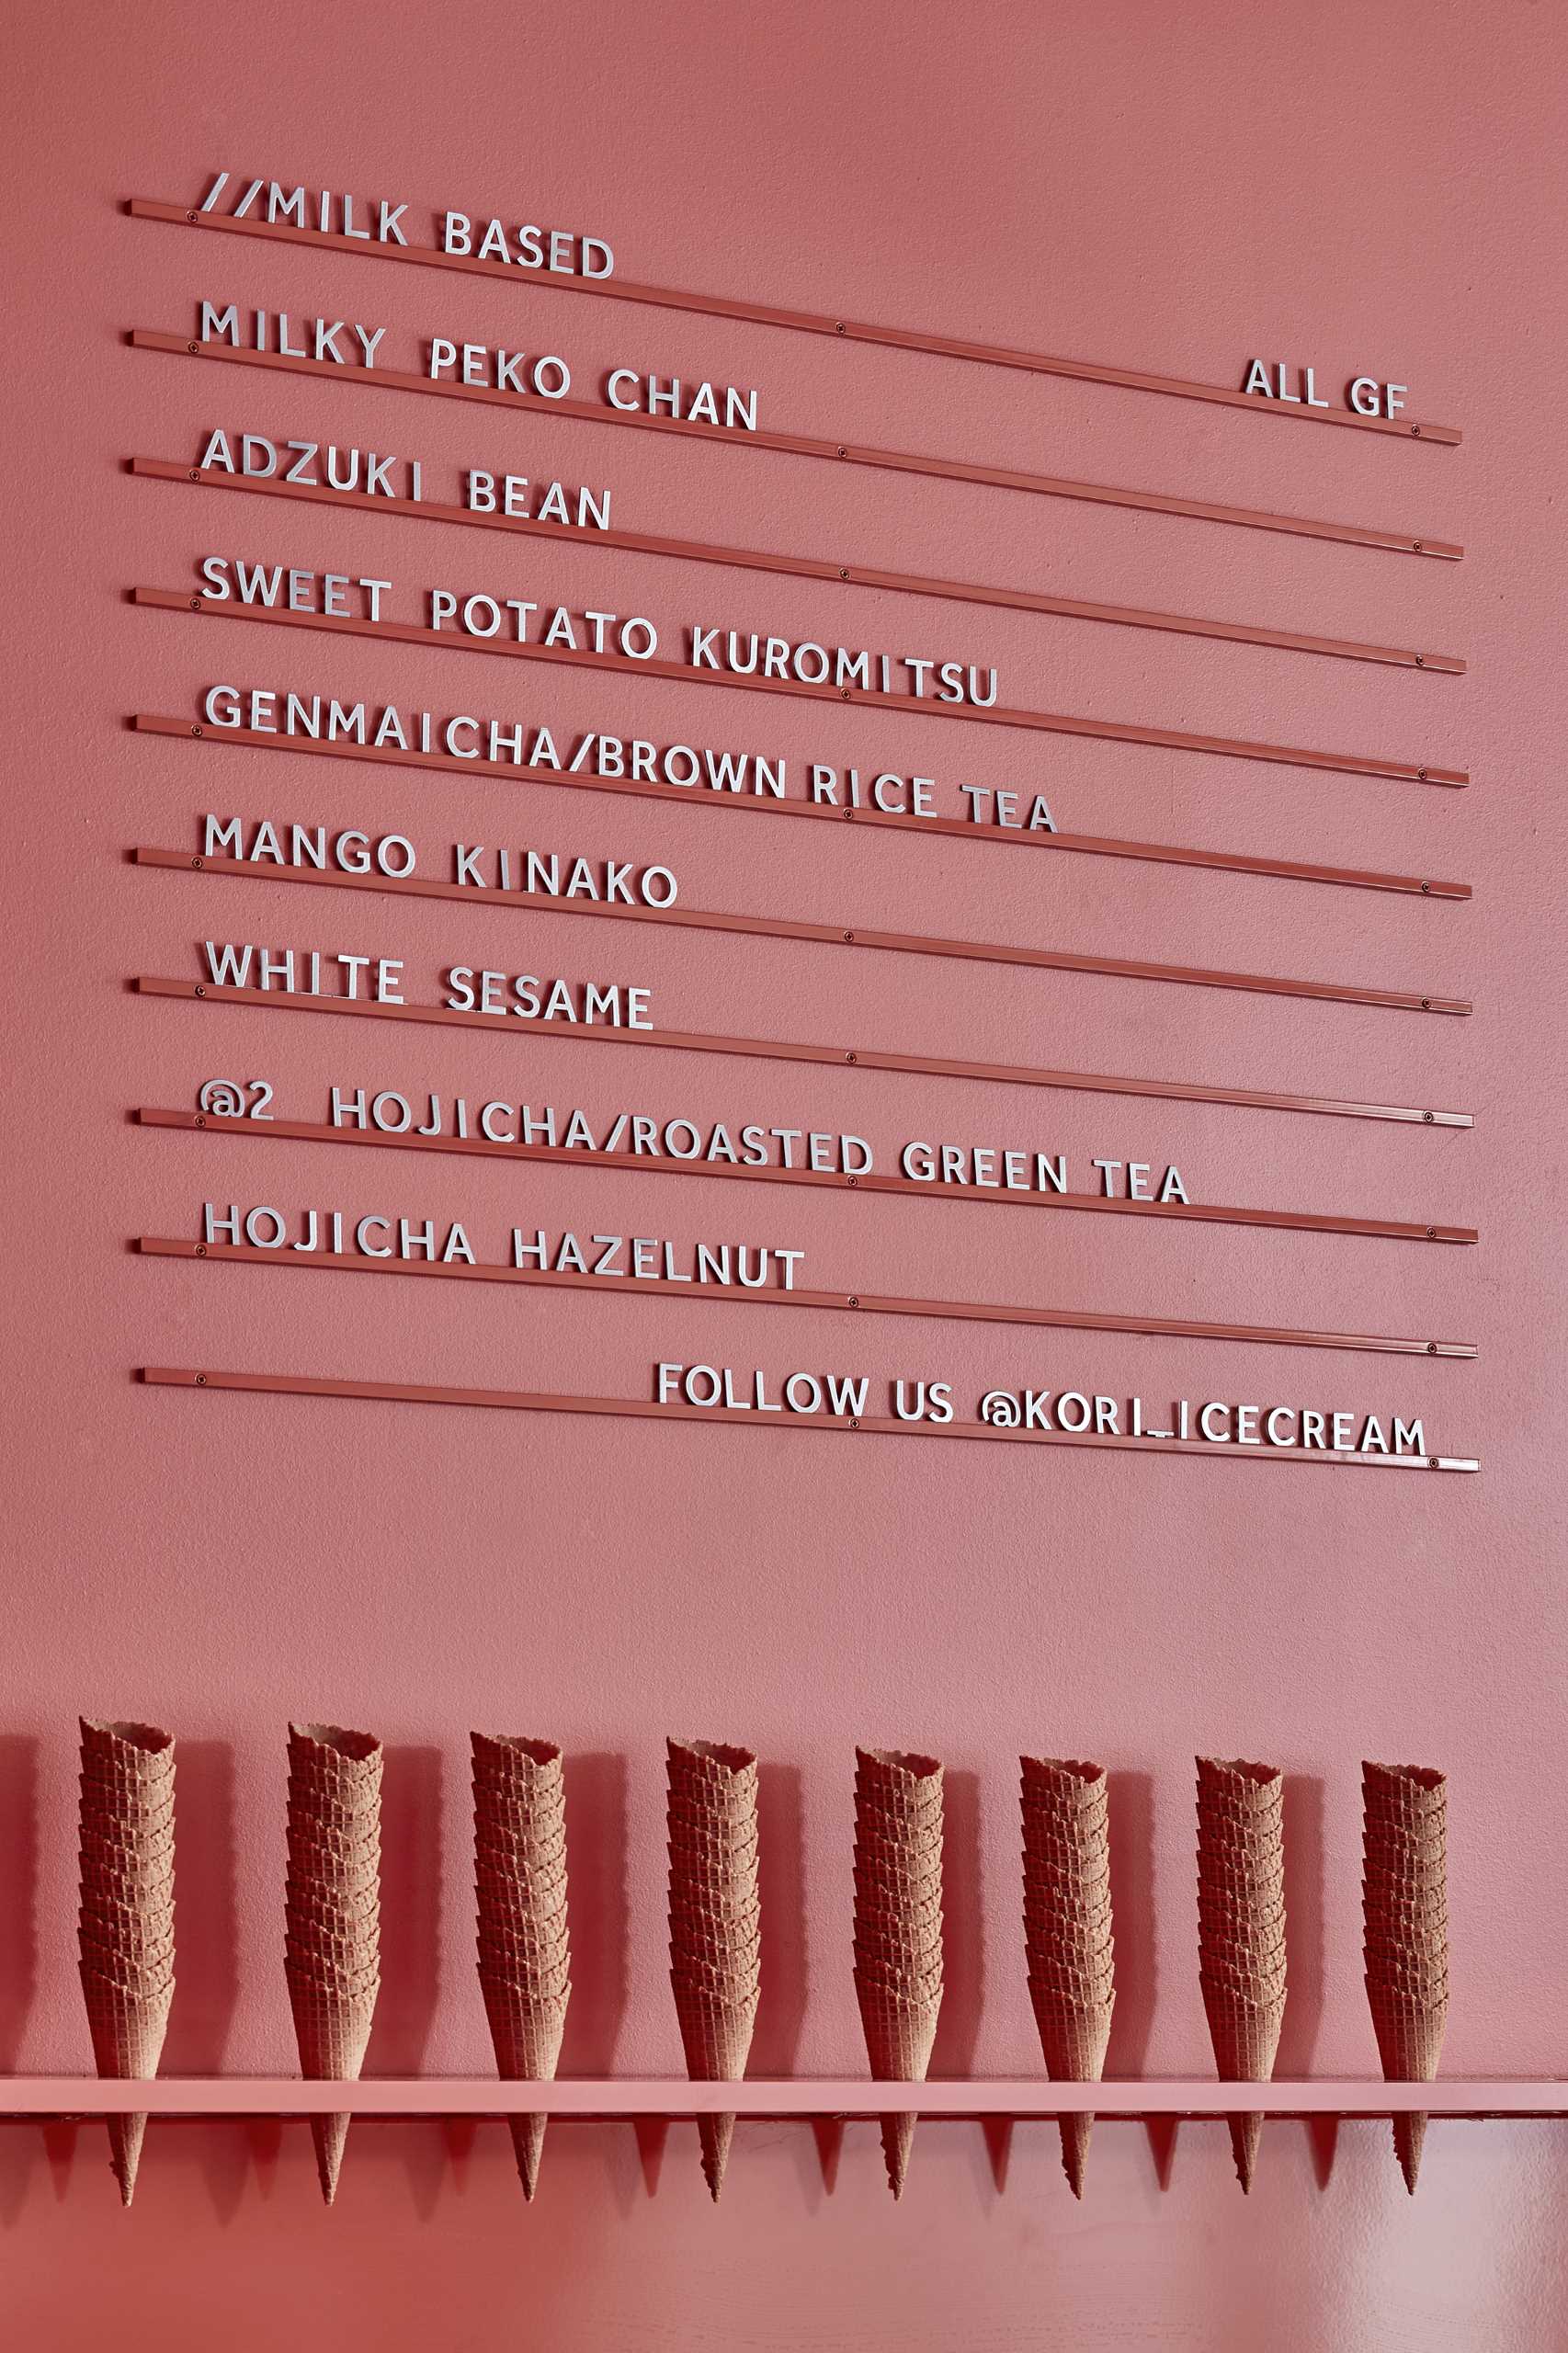 //MILK BASED ALL GF
MILKY PEKO CHAN
ADZUKI BEAN
SWEET POTATO KUROMITSU
GENMAICHA/BROWN RICE TEA
MANGO KINAKO
WHITE SESAME
@2 HOJICHA/ROASTED GREEN TEA
HOJICHA HAZELNUT
FOLLOW US @KORI_ICECREAM